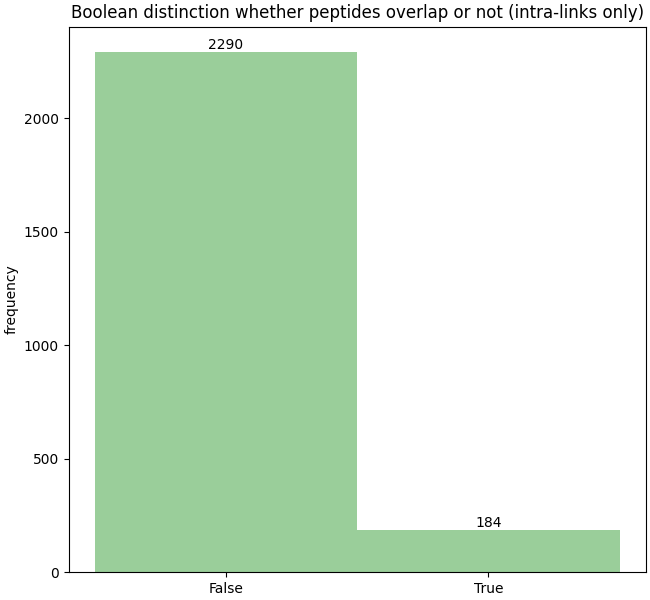 Boolean distinction whether peptides overlap or not (intra-links only)
2290
2000
1500
1000
500
0
frequency
184
False
True